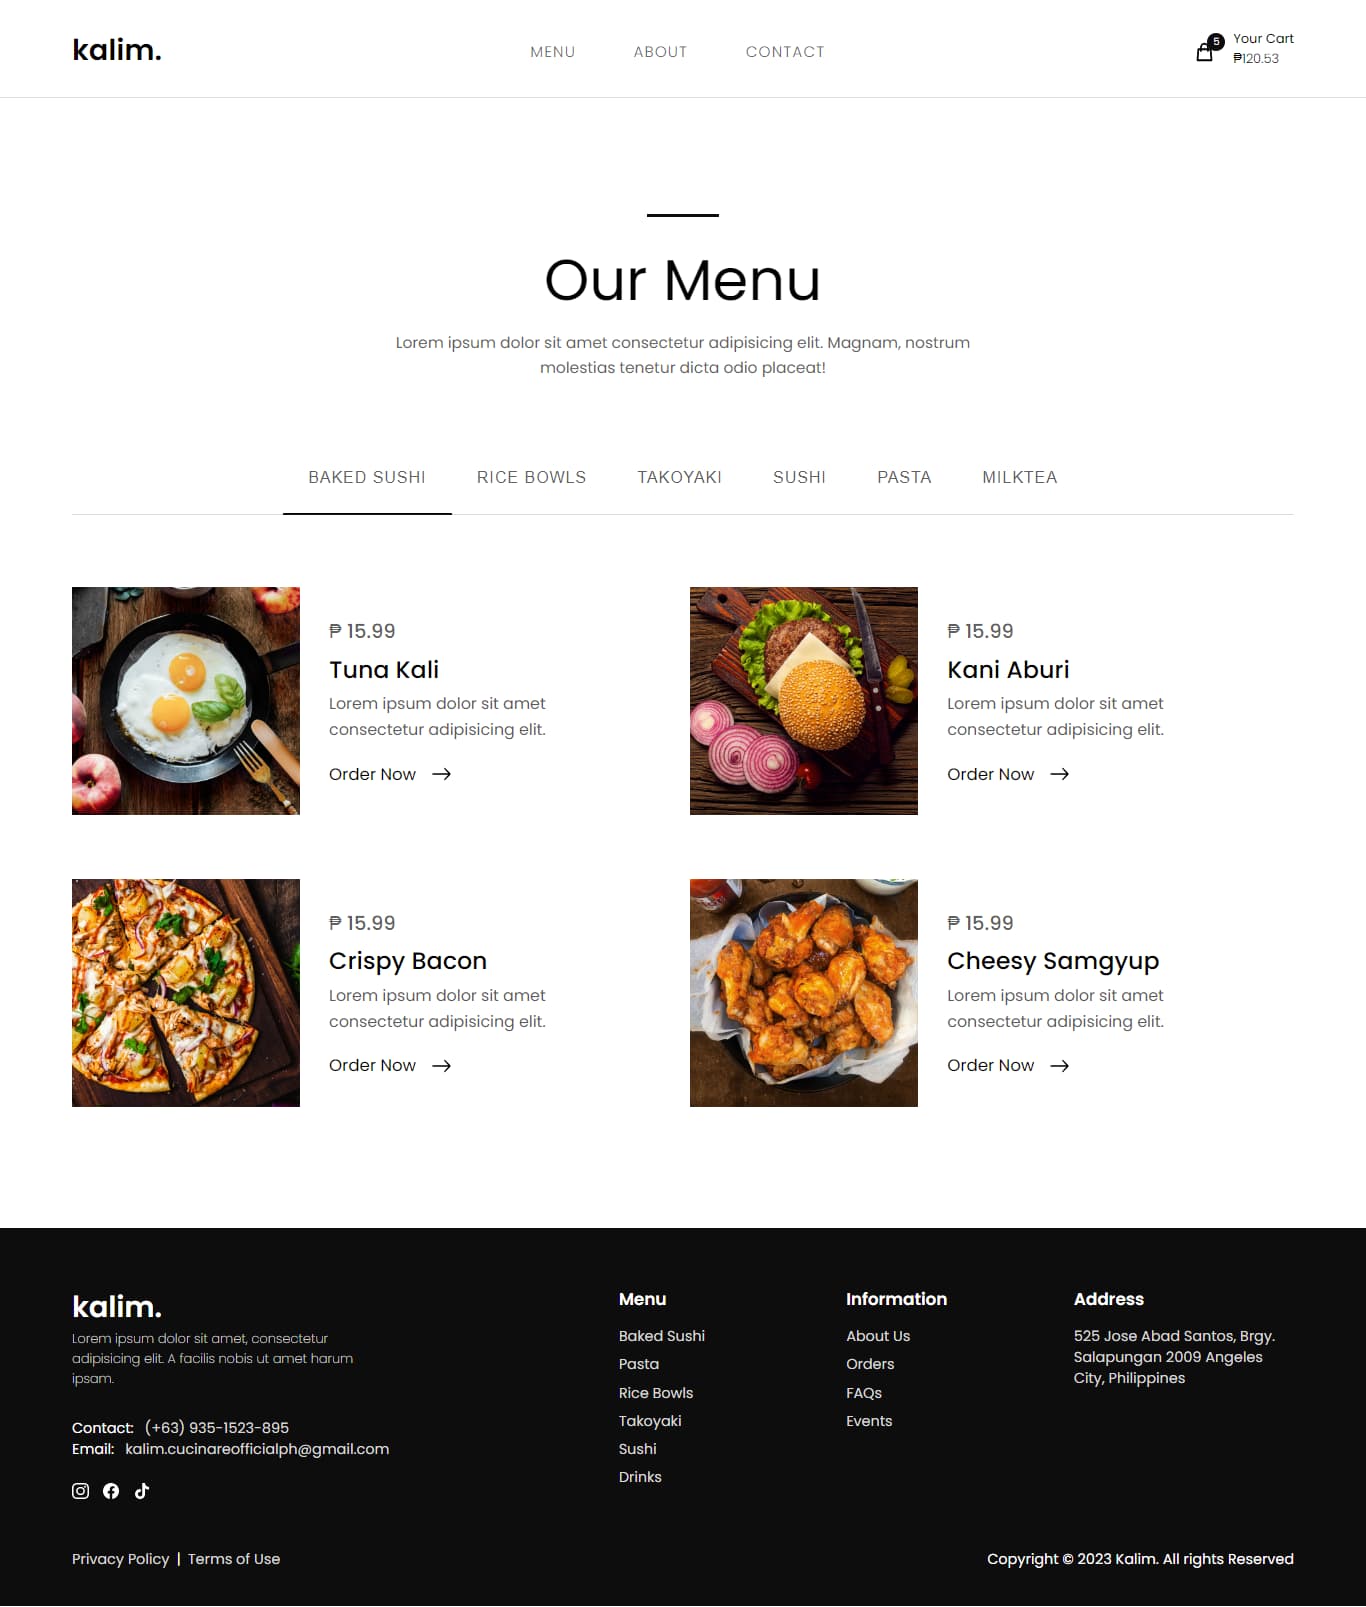 kalim.
MENU
ABOUT
CONTACT
5
Your Cart
₱120.53
Our Menu
Lorem ipsum dolor sit amet consectetur adipisicing elit. Magnam, nostrum
molestias tenetur dicta odio placeat!
BAKED SUSHI
RICE BOWLS
TAKOYAKI
SUSHI
PASTA
MILKTEA
₱ 15.99
Tuna Kali
Lorem ipsum dolor sit amet
consectetur adipisicing elit.
Order Now
₱ 15.99
Kani Aburi
Lorem ipsum dolor sit amet
consectetur adipisicing elit.
Order Now
₱ 15.99
Crispy Bacon
Lorem ipsum dolor sit amet
consectetur adipisicing elit.
Order Now
₱ 15.99
Cheesy Samgyup
Lorem ipsum dolor sit amet
consectetur adipisicing elit.
Order Now
kalim.
Lorem ipsum dolor sit amet, consectetur
adipisicing elit. A facilis nobis ut amet harum
ipsam.
Contact: (+63) 935-1523-895
Email: kalim.cucinareofficialph@gmail.com
Menu
Baked Sushi
Pasta
Rice Bowls
Takoyaki
Sushi
Drinks
Information
About Us
Orders
FAQs
Events
Address
525 Jose Abad Santos, Brgy.
Salapungan 2009 Angeles
City, Philippines
Privacy Policy | Terms of Use
Copyright © 2023 Kalim. All rights Reserved